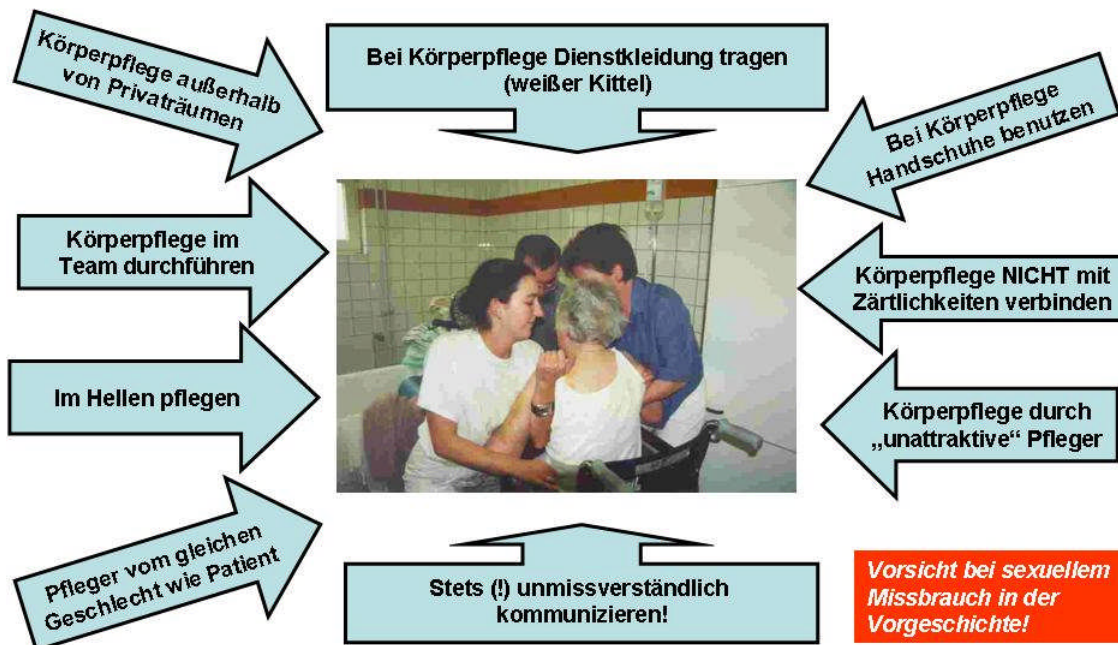 Körperpflege außerhalb
von Privaträumen
Bei Körperpflege Dienstkleidung tragen
(weißer Kittel)
Bei Körperpflege
Handschuhe benutzen
Körperpflege im
Team durchführen
Körperpflege NICHT mit
Zärtlichkeiten verbinden
Im Hellen pflegen
Körperpflege durch
„unattraktive“ Pfleger
Pfleger vom gleichen
Geschlecht wie Patient
Stets (!) unmissverständlich
kommunizieren!
Vorsicht bei sexuellem
Missbrauch in der
Vorgeschichte!